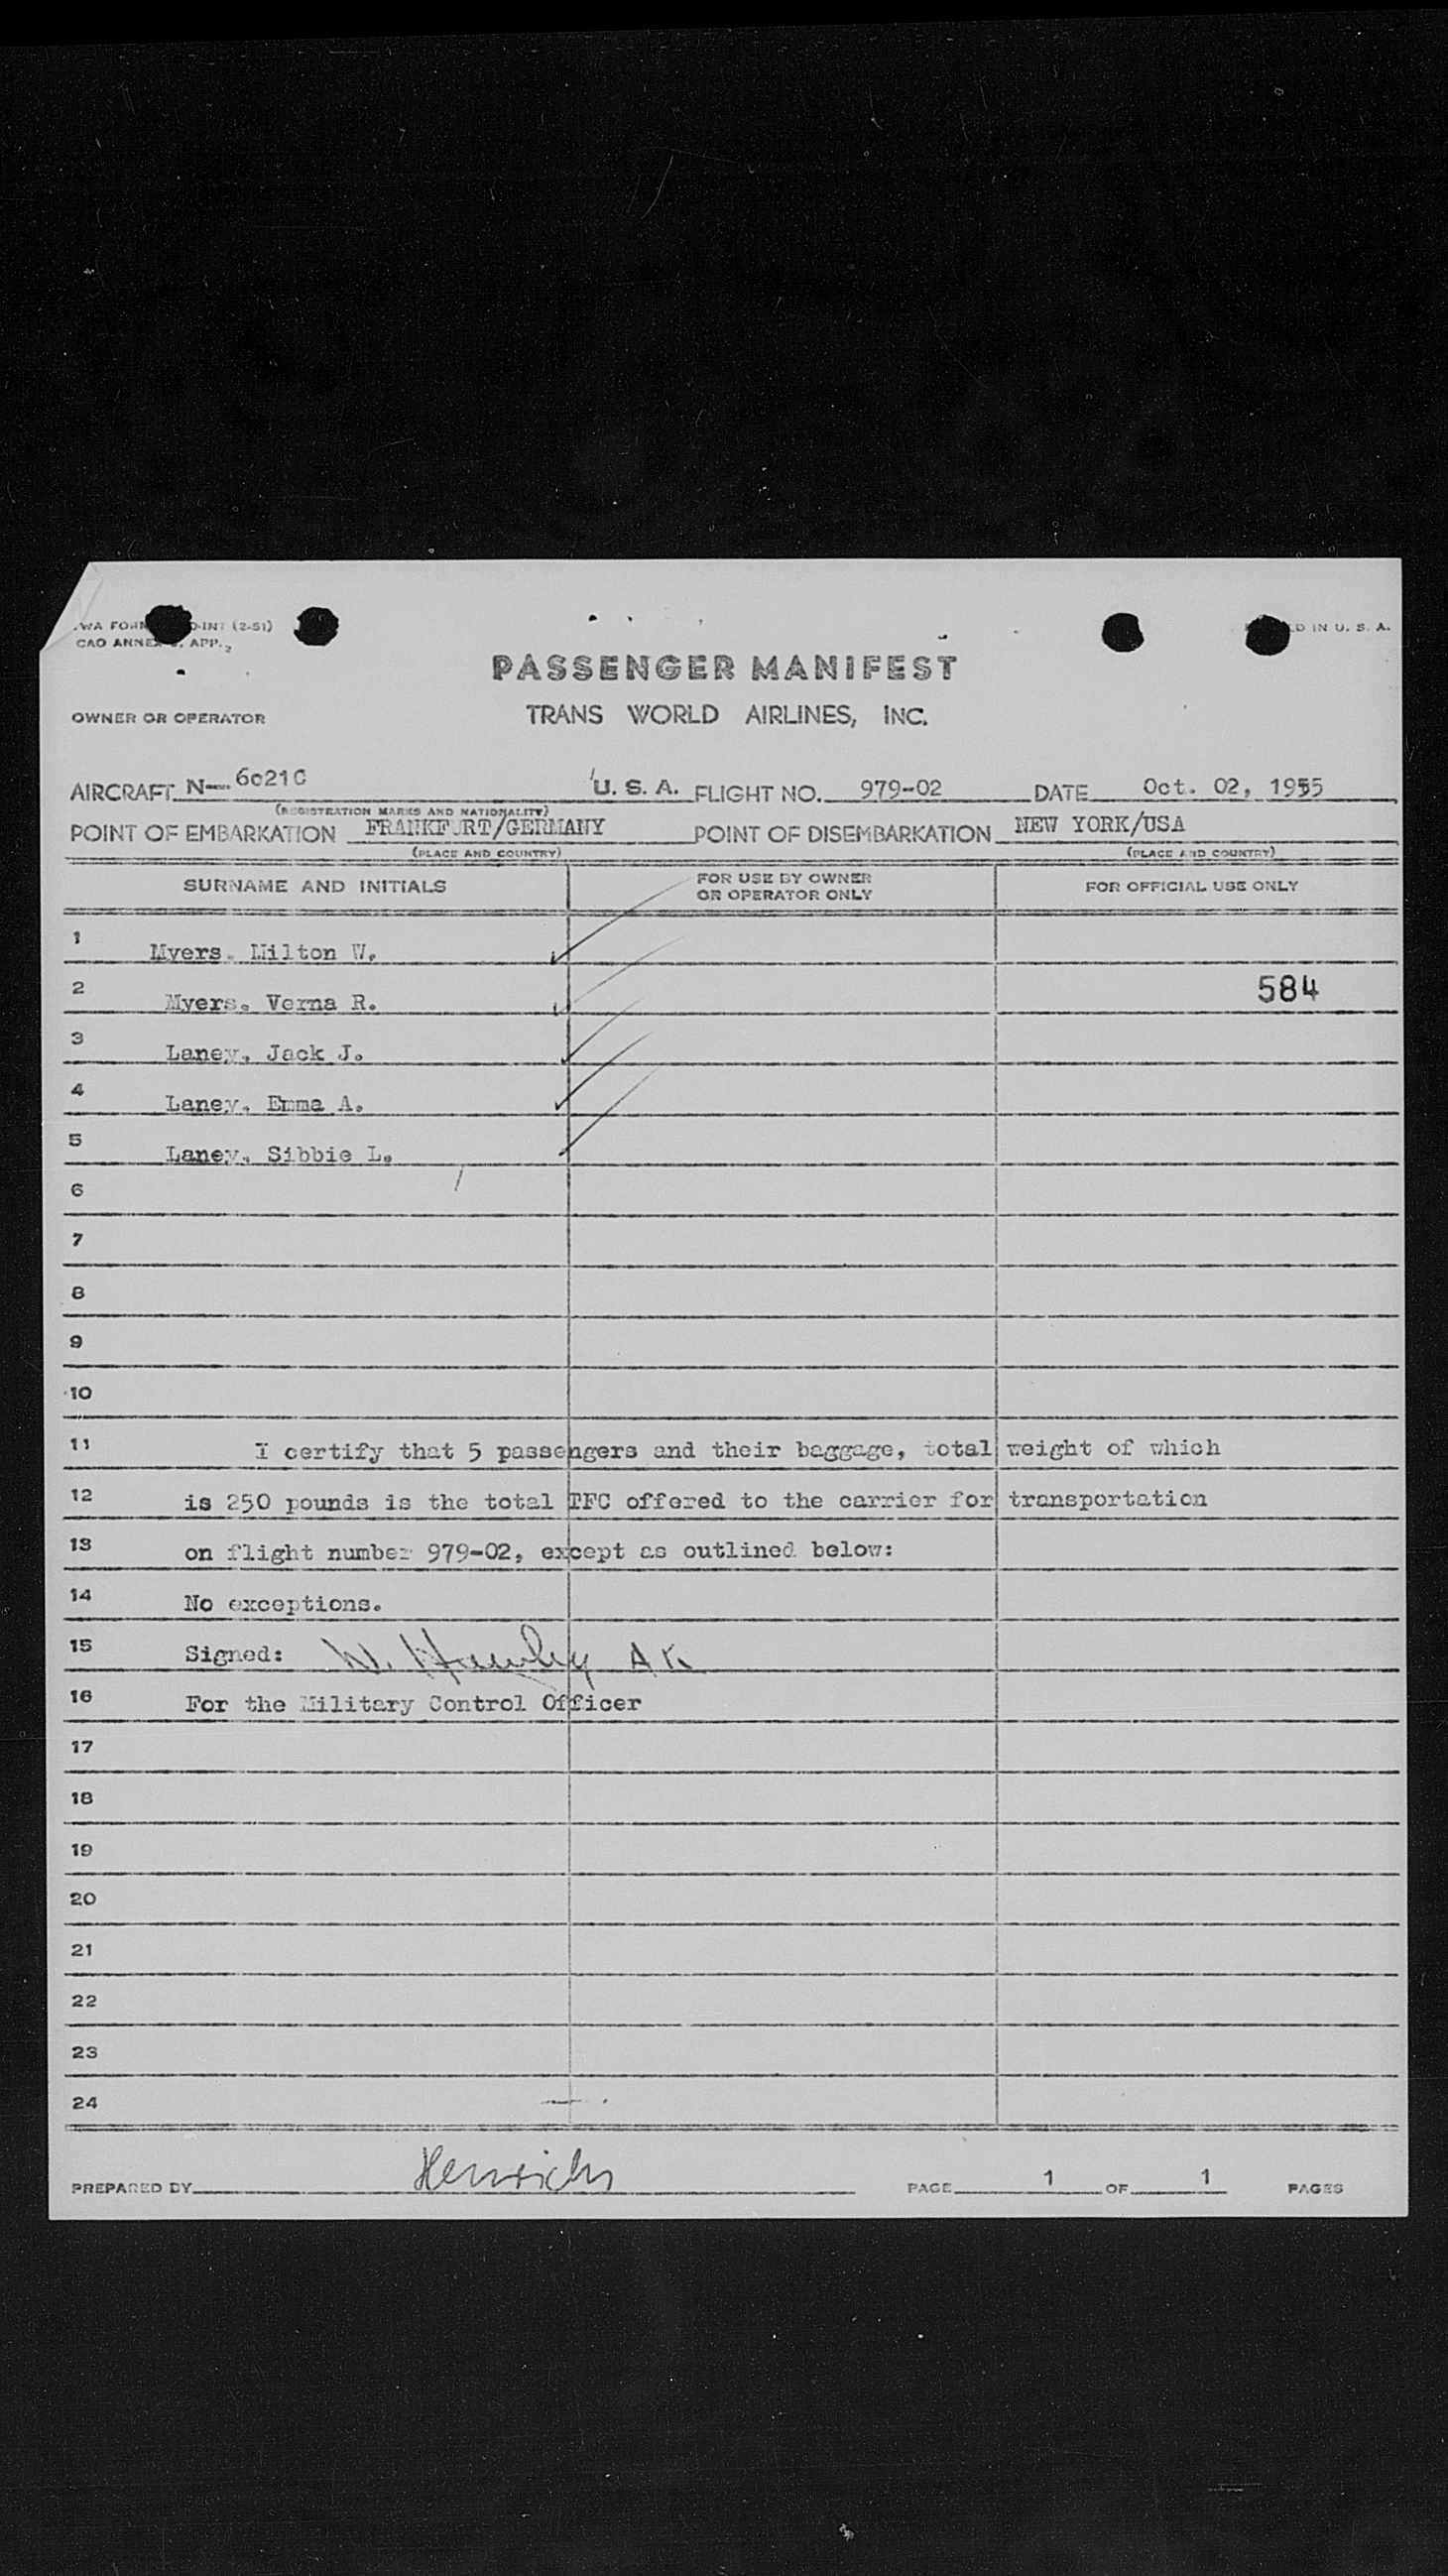 (2-51)
CAO ANNEX APP. 2
IN U. S. A.
PASSENGER MANIFEST
OWNER OR OPERATOR
TRANS WORLD AIRLINES, INC.
AIRCRAFT N— 6021C U. S. A. FLIGHT NO. 979-02 DATE Oct. 02, 1955
(REGISTRATION MARKS AND NATIONALITY)
POINT OF EMBARKATION FRANKFURT/GERMANY POINT OF DISEMBARKATION NEW YORK/USA
(PLACE AND COUNTRY) (PLACE AND COUNTRY)
SURNAME AND INITIALS FOR USE BY OWNER OR OPERATOR ONLY FOR OFFICIAL USE ONLY
1 Myers. Milton W.
2 Myers. Verna R. 584
3 Laney. Jack J.
4 Laney. Emma A.
5 Laney. Sibbie L.
6
7
8
9
10
11 I certify that 5 passengers and their baggage, total weight of which
12 is 250 pounds is the total TFC offered to the carrier for transportation
13 on flight number 979-02, except as outlined below:
14 No exceptions.
15 Signed: W.
16 For the Military Control Officer
17
18
19
20
21
22
23
24
PREPARED BY Henrichs PAGE 1 OF 1 PAGES